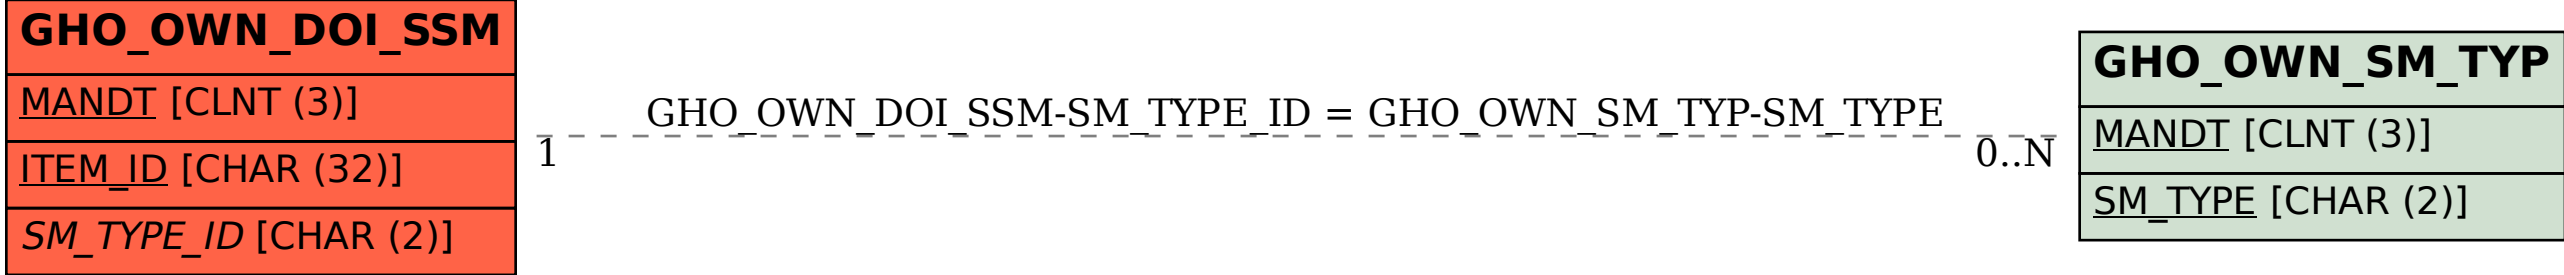 GHO_OWN_DOI_SSM
MANDT [CLNT (3)]
ITEM_ID [CHAR (32)]
SM_TYPE_ID [CHAR (2)]
GHO_OWN_DOI_SSM-SM_TYPE_ID = GHO_OWN_SM_TYP-SM_TYPE
1
0..N
GHO_OWN_SM_TYP
MANDT [CLNT (3)]
SM_TYPE [CHAR (2)]